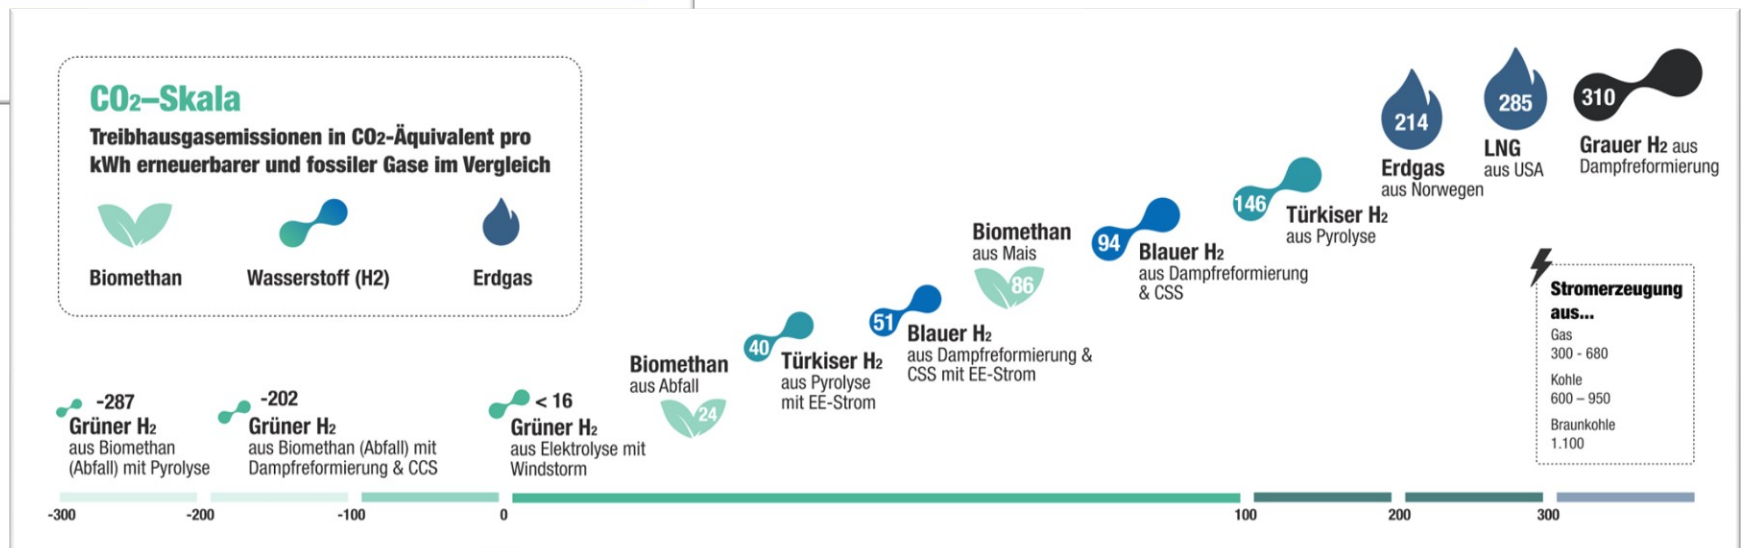 CO2–Skala
Treibhausgasemissionen in CO2-Äquivalent pro
kWh erneuerbarer und fossiler Gase im Vergleich
Biomethan
Wasserstoff (H2)
Erdgas
-287
Grüner H2
aus Biomethan
(Abfall) mit Pyrolyse
-202
Grüner H2
aus Biomethan (Abfall) mit
Dampfreformierung & CCS
< 16
Grüner H2
aus Elektrolyse mit
Windstorm
Biomethan
aus Abfall
24
40
Türkiser H2
aus Pyrolyse
mit EE-Strom
51
Blauer H2
aus Dampfreformierung &
CSS mit EE-Strom
Biomethan
aus Mais
86
94
Blauer H2
aus Dampfreformierung
& CSS
146
Türkiser H2
aus Pyrolyse
214
Erdgas
aus Norwegen
285
LNG
aus USA
310
Grauer H2 aus
Dampfreformierung
Stromerzeugung
aus...
Gas
300 - 680
Kohle
600 – 950
Braunkohle
1.100
-300
-200
-100
0
100
200
300